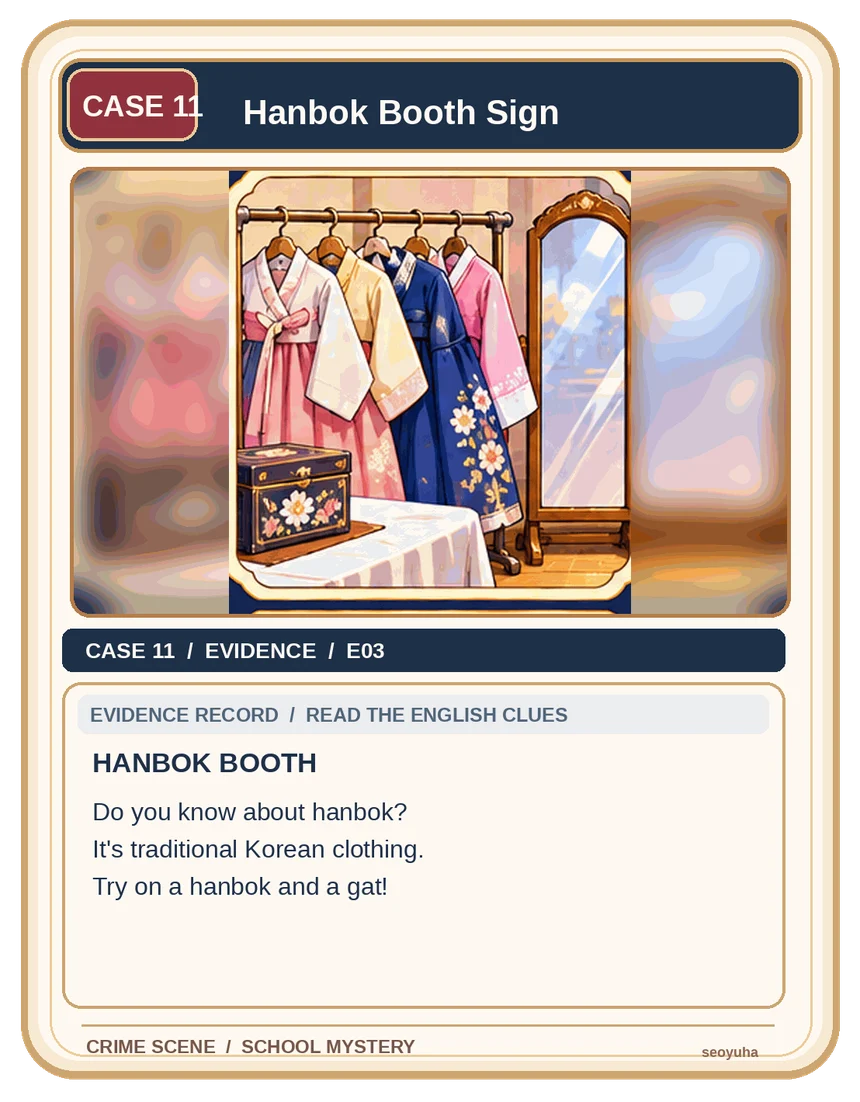 CASE 11
Hanbok Booth Sign
CASE 11 / EVIDENCE / E03
EVIDENCE RECORD / READ THE ENGLISH CLUES
HANBOK BOOTH
Do you know about hanbok?
It's traditional Korean clothing.
Try on a hanbok and a gat!
CRIME SCENE / SCHOOL MYSTERY
seoyuha